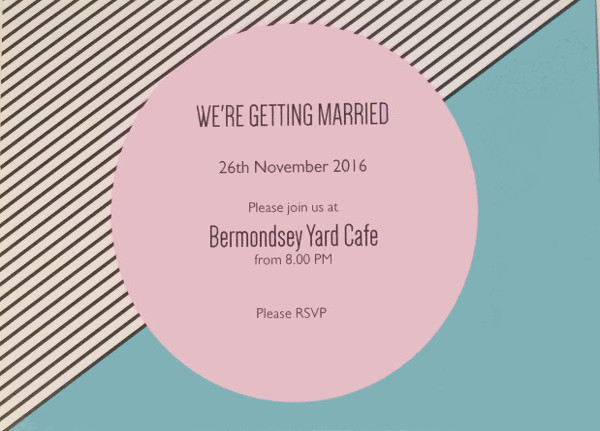 WE'RE GETTING MARRIED
26th November 2016
Please join us at
Bermondsey Yard Cafe
from 8.00 PM
Please RSVP